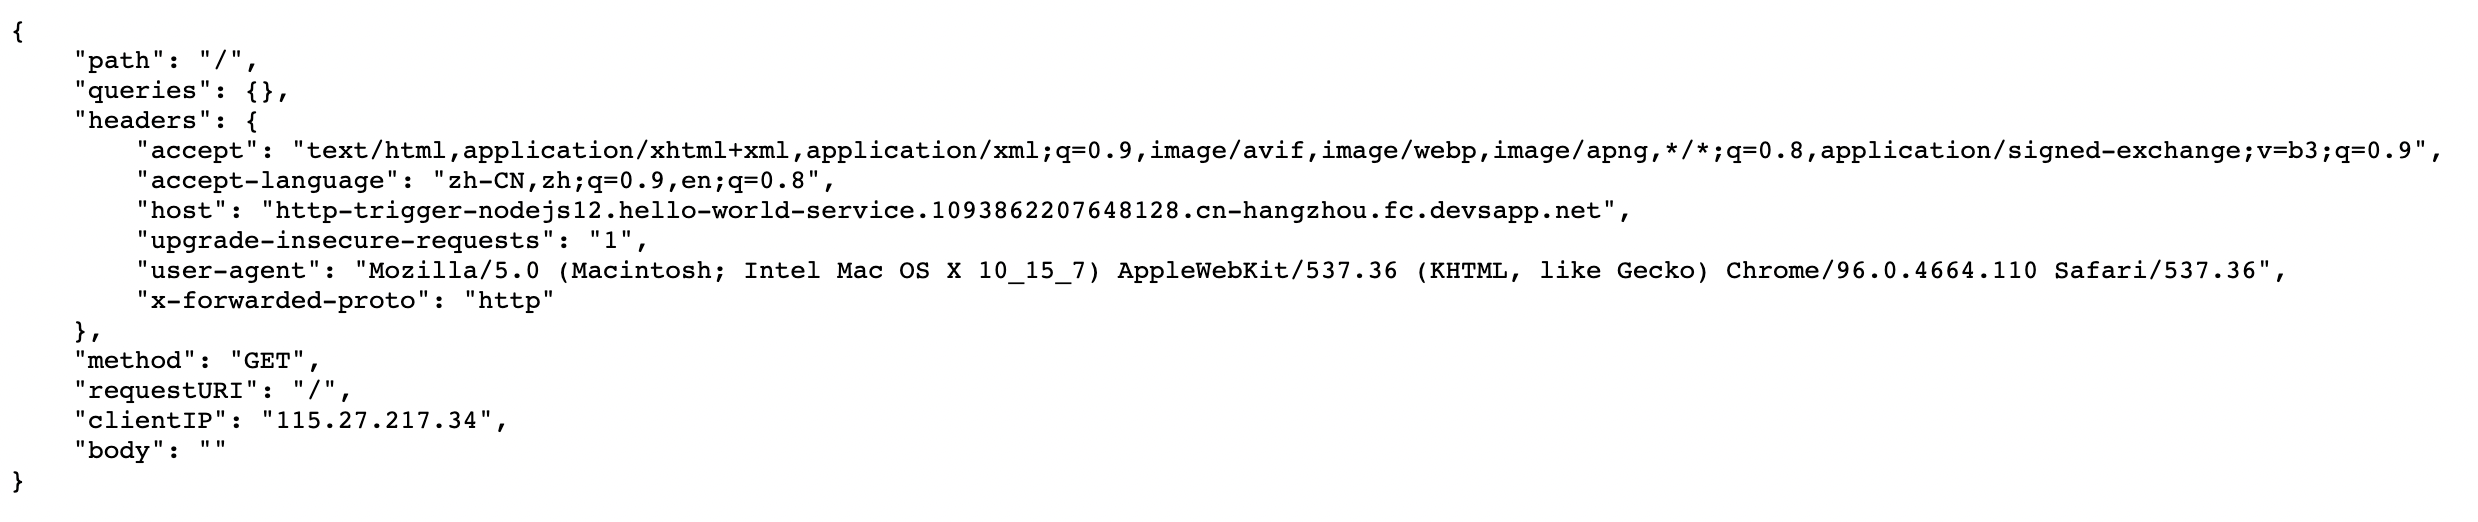 {
    "path": "/",
    "queries": {},
    "headers": {
        "accept": "text/html,application/xhtml+xml,application/xml;q=0.9,image/avif,image/webp,image/apng,*/*;q=0.8,application/signed-exchange;v=b3;q=0.9",
        "accept-language": "zh-CN,zh;q=0.9,en;q=0.8",
        "host": "http-trigger-nodejs12.hello-world-service.1093862207648128.cn-hangzhou.fc.devsapp.net",
        "upgrade-insecure-requests": "1",
        "user-agent": "Mozilla/5.0 (Macintosh; Intel Mac OS X 10_15_7) AppleWebKit/537.36 (KHTML, like Gecko) Chrome/96.0.4664.110 Safari/537.36",
        "x-forwarded-proto": "http"
    },
    "method": "GET",
    "requestURI": "/",
    "clientIP": "115.27.217.34",
    "body": ""
}